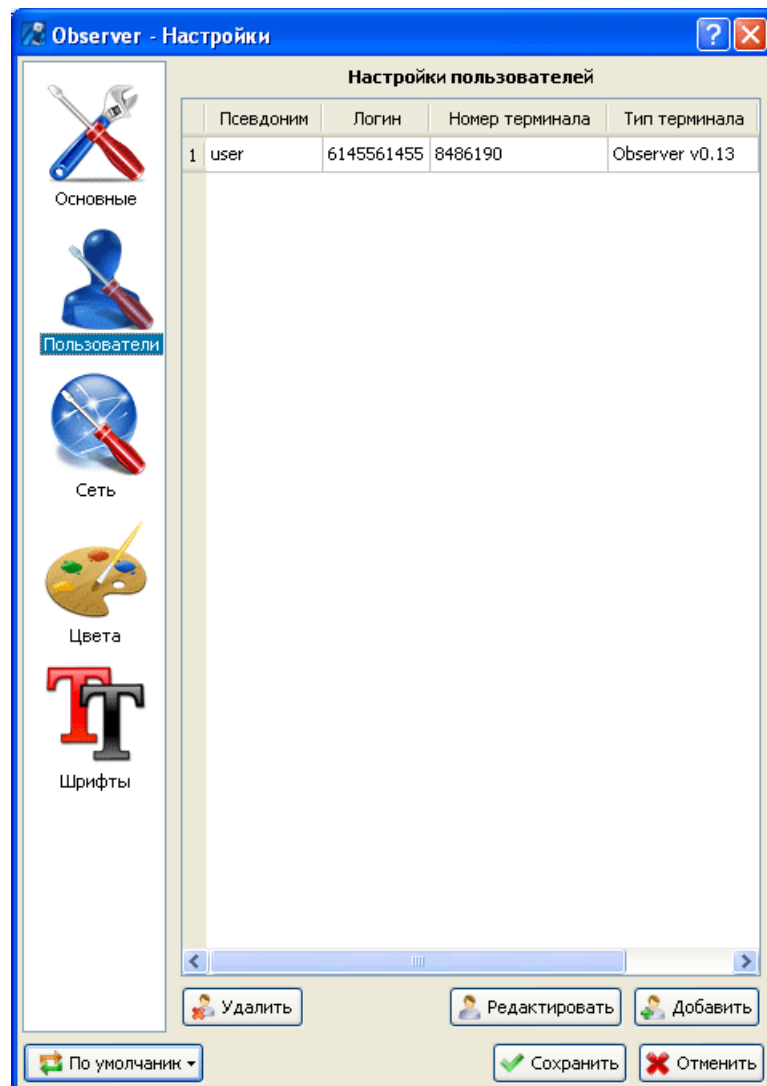 Observer - Настройки
Настройки пользователей
Псевдоним Логин Номер терминала Тип терминала
1 user 6145561455 8486190 Observer v0.13
Основные
Пользователи
Сеть
Цвета
Шрифты
Удалить Редактировать Добавить
По умолчаник Сохранить Отменить